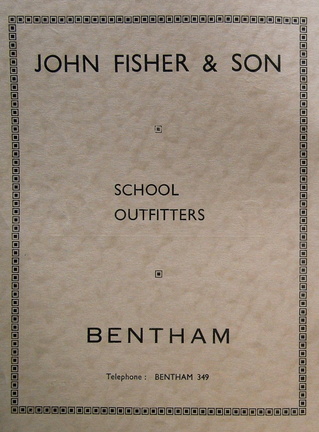 JOHN FISHER & SON
SCHOOL
OUTFITTERS
BENTHAM
Telephone : BENTHAM 349